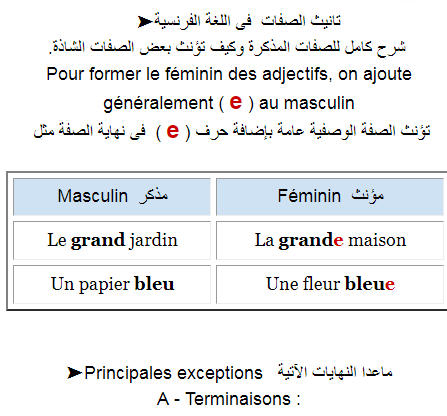 ➤تانيث الصفات فى اللغة الفرنسية
شرح كامل للصفات المذكرة وكيف تؤنث بعض الصفات الشاذة.
Pour former le féminin des adjectifs, on ajoute
généralement ( e ) au masculin
تؤنث الصفة الوصفية عامة بإضافة حرف ( e ) فى نهاية الصفة مثل
Masculin مذكر Féminin مؤنث
Le grand jardin La grande maison
Un papier bleu Une fleur bleue
➤Principales exceptions ماعدا النهايات الآتية
A - Terminaisons :